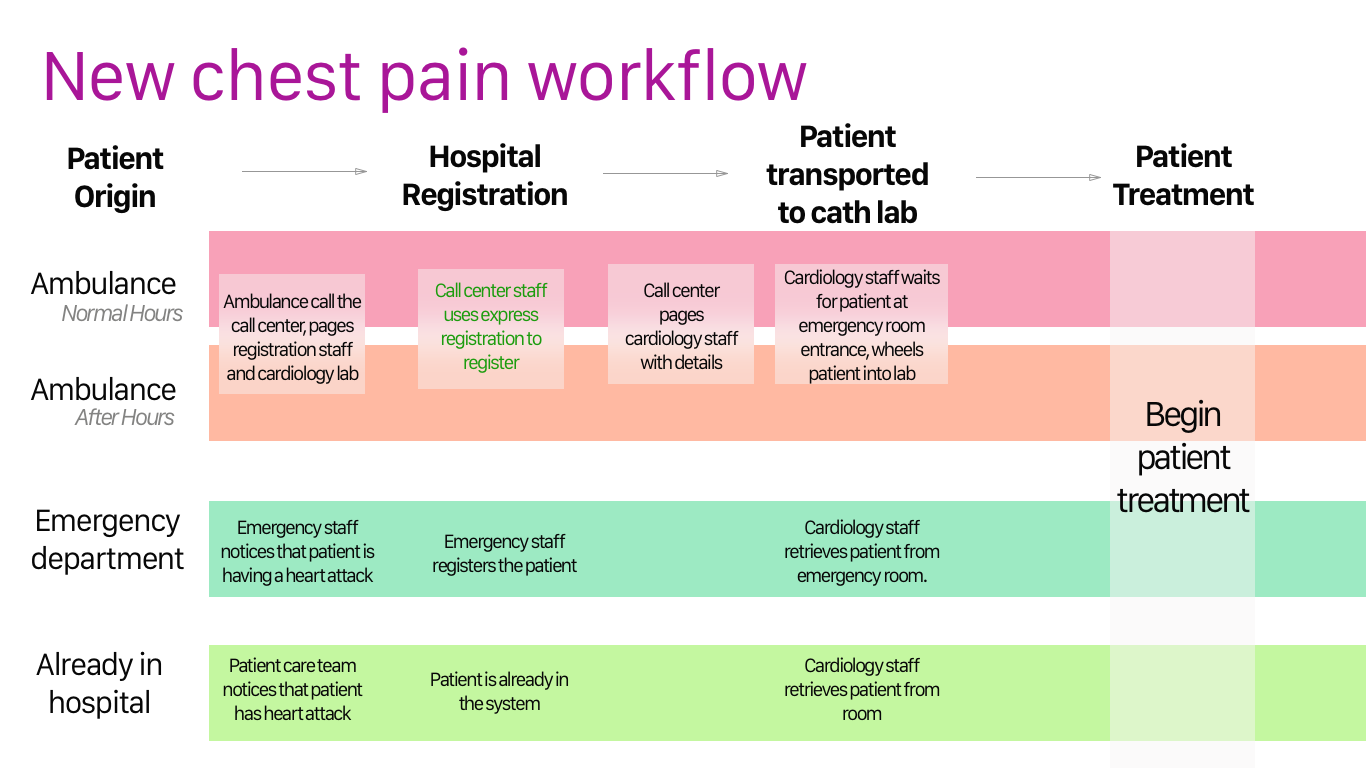 New chest pain workflow
Patient
Origin
Hospital
Registration
Patient
transported
to cath lab
Patient
Treatment
Ambulance
Normal Hours
Ambulance
After Hours
Ambulance call the
call center, pages
registration staff
and cardiology lab
Call center staff
uses express
registration to
register
Call center
pages
cardiology staff
with details
Cardiology staff waits
for patient at
emergency room
entrance, wheels
patient into lab
Begin
patient
treatment
Emergency
department
Emergency staff
notices that patient is
having a heart attack
Emergency staff
registers the patient
Cardiology staff
retrieves patient from
emergency room.
Already in
hospital
Patient care team
notices that patient
has heart attack
Patient is already in
the system
Cardiology staff
retrieves patient from
room